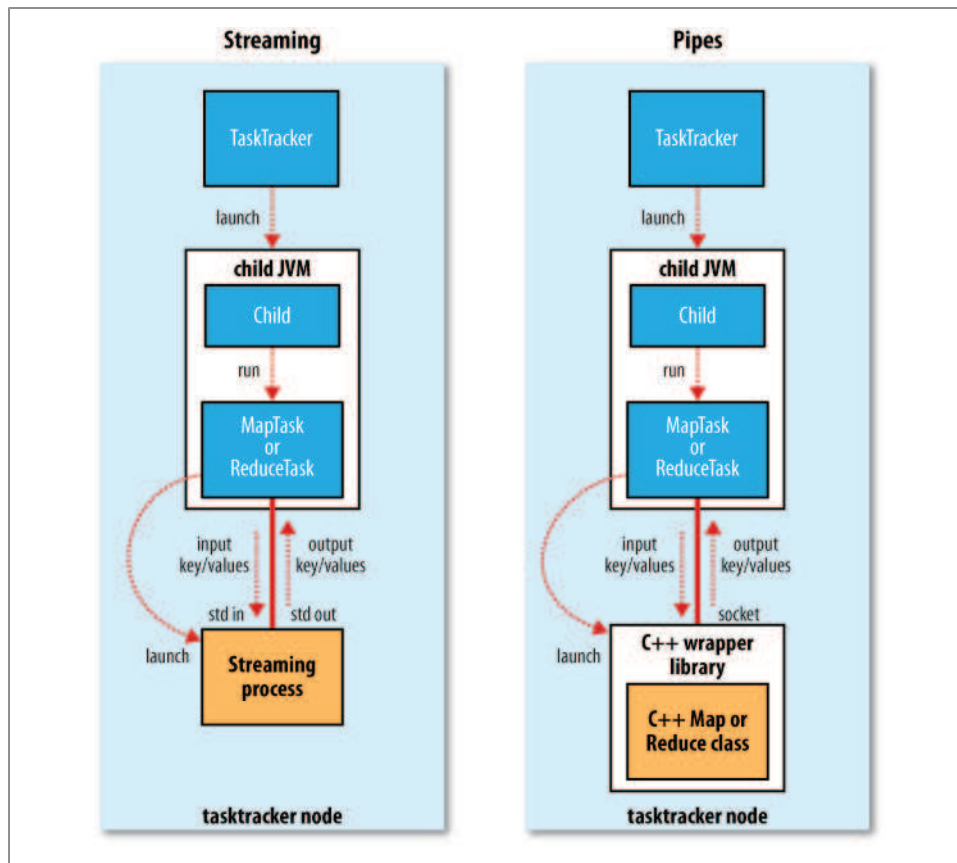 Streaming
TaskTracker
launch
child JVM
Child
run
MapTask
or
ReduceTask
input
key/values
output
key/values
std in
std out
launch
Streaming
process
tasktracker node
Pipes
TaskTracker
launch
child JVM
Child
run
MapTask
or
ReduceTask
input
key/values
output
key/values
socket
launch
C++ wrapper
library
C++ Map or
Reduce class
tasktracker node